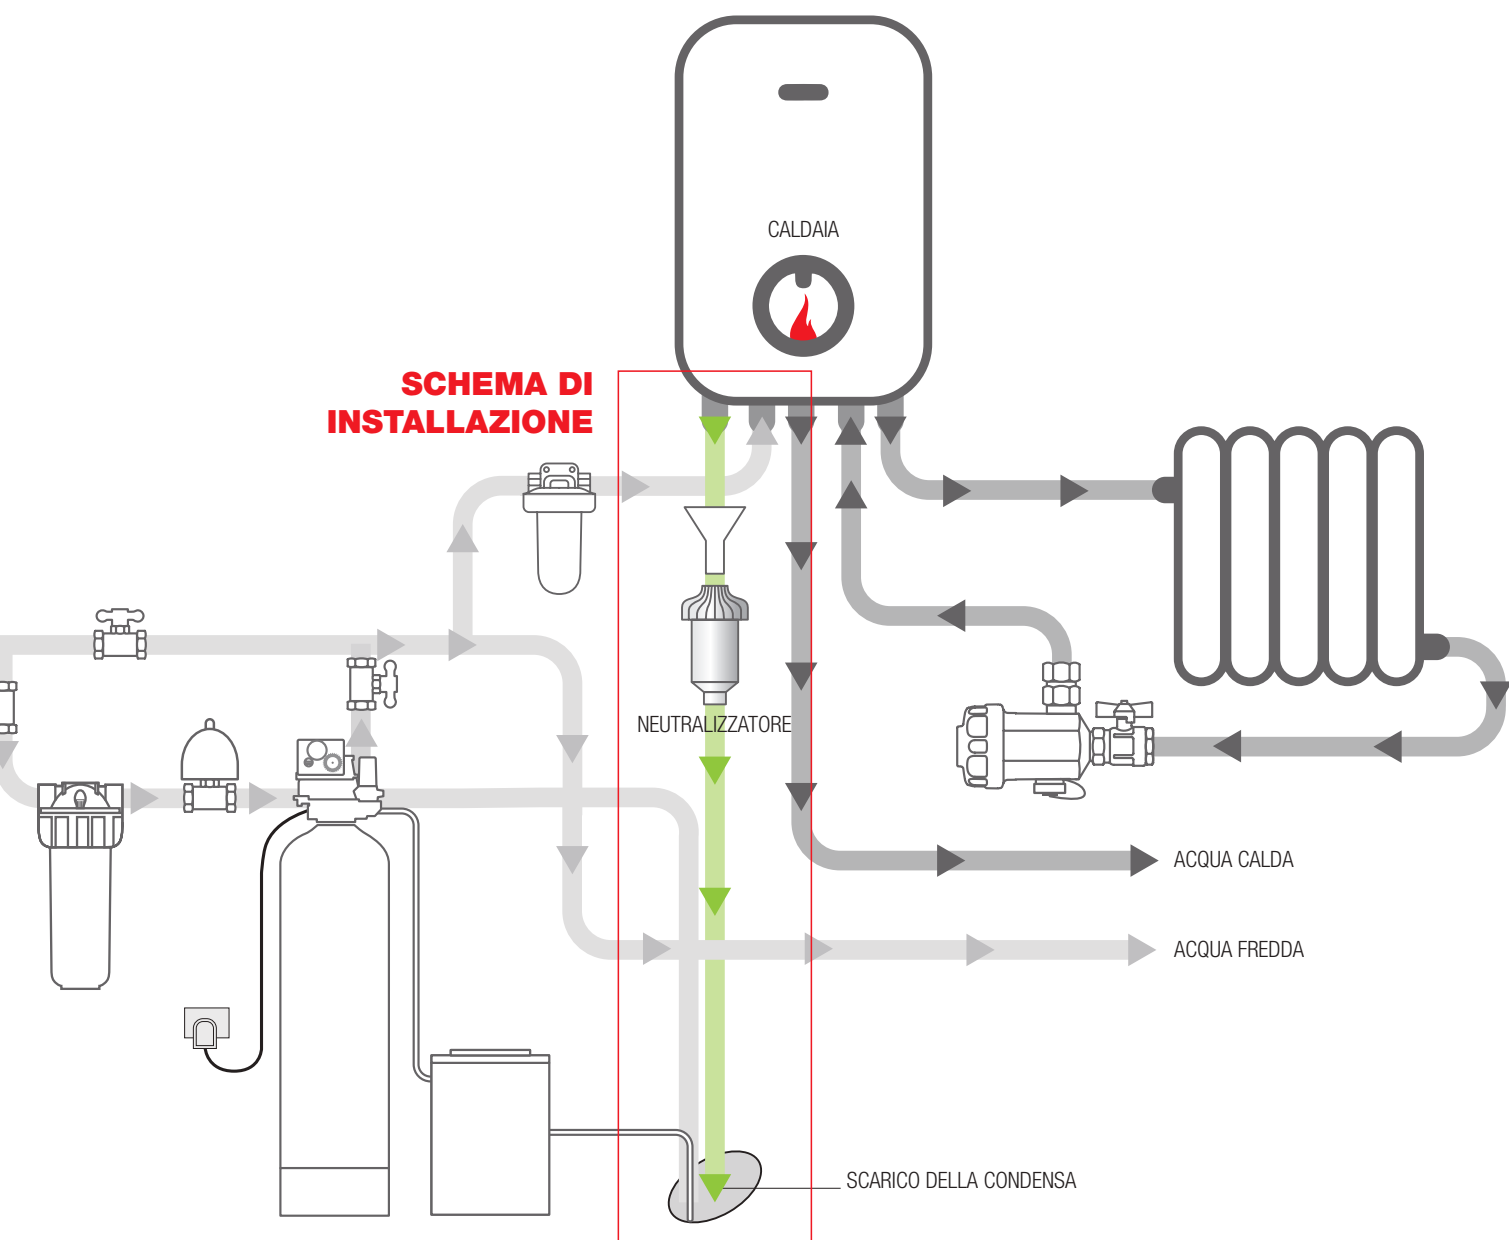 CALDAIA
SCHEMA DI
INSTALLAZIONE
NEUTRALIZZATORE
ACQUA CALDA
ACQUA FREDDA
SCARICO DELLA CONDENSA